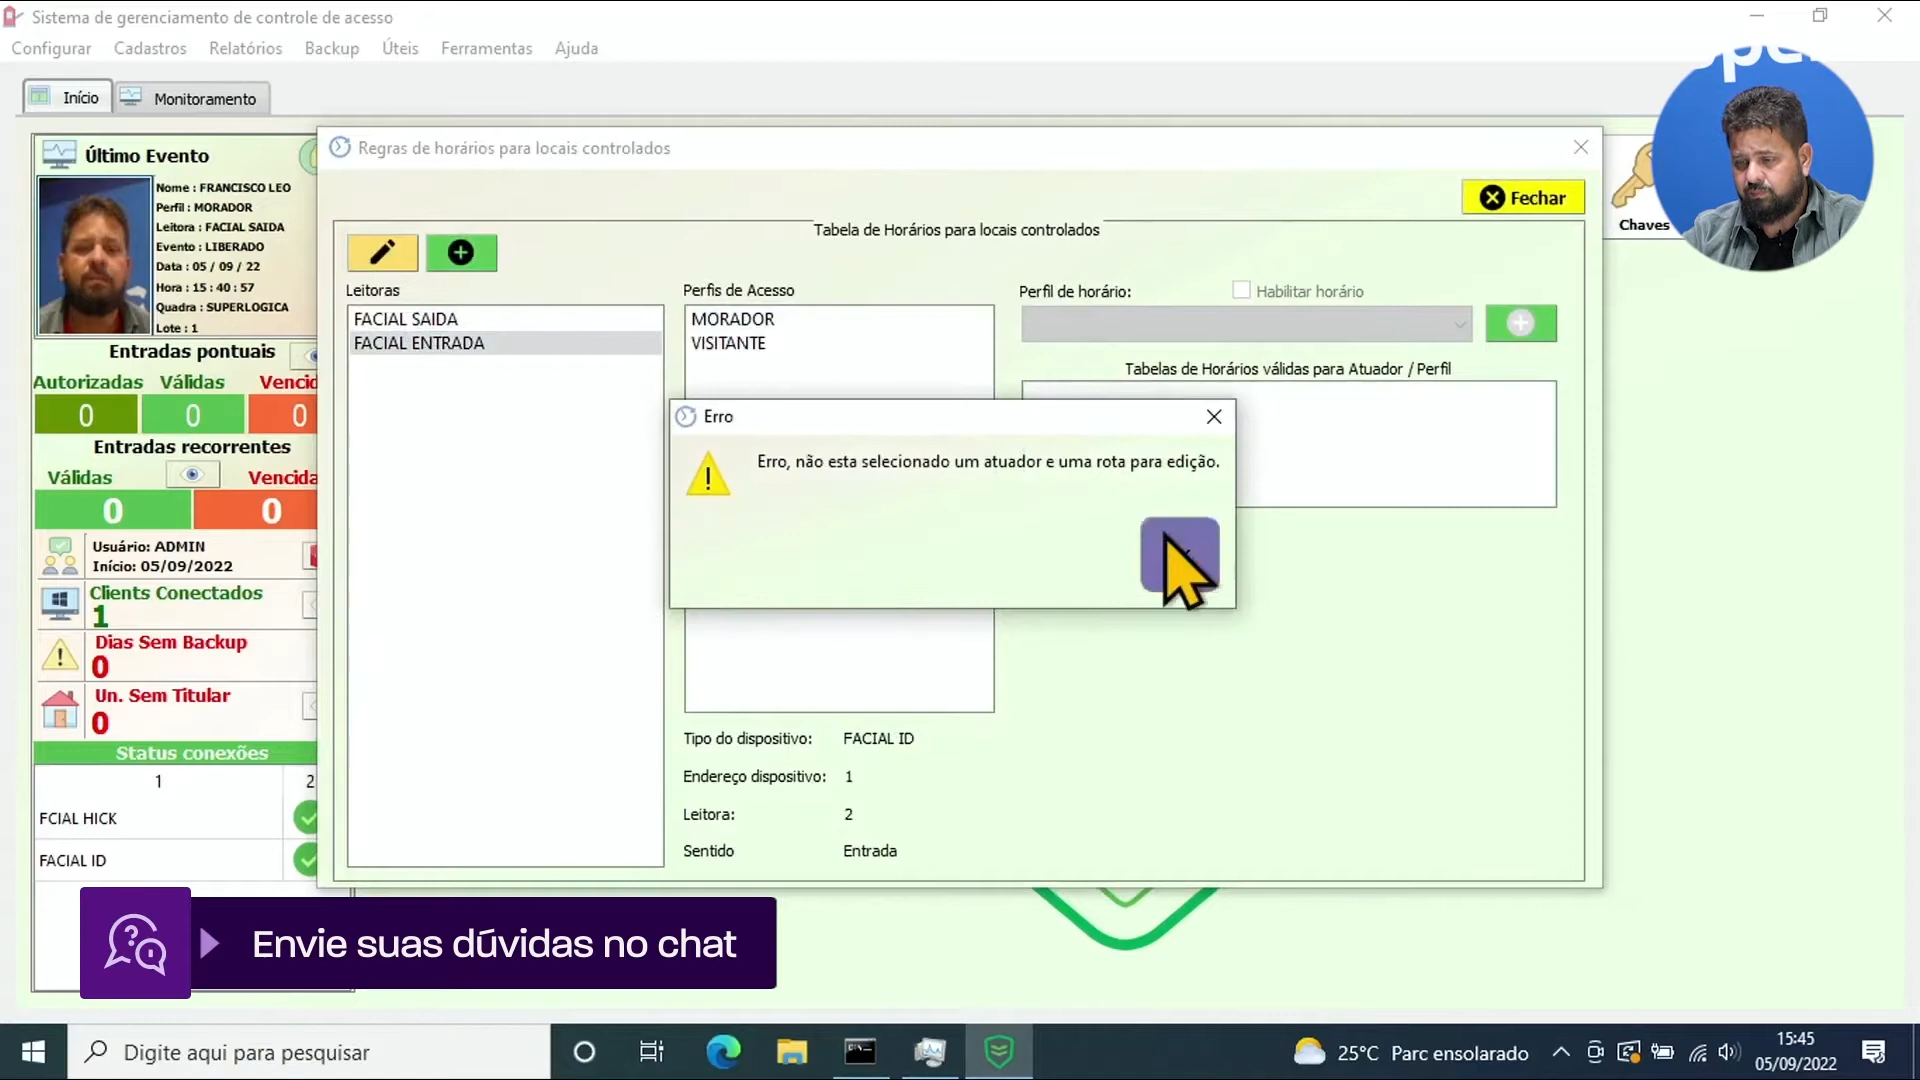 Sistema de gerenciamento de controle de acesso
Configurar Cadastros Relatórios Backup Úteis Ferramentas Ajuda
Início Monitoramento
Último Evento
Nome : FRANCISCO LEO
Perfil : MORADOR
Leitora : FACIAL SAIDA
Evento : LIBERADO
Data : 05 / 09 / 22
Hora : 15 : 40 : 57
Quadra : SUPERLOGICA
Lote : 1
Entradas pontuais
Autorizadas Válidas
0 0 0
Entradas recorrentes
Válidas
0 0
Usuário: ADMIN
Início: 05/09/2022
Clients Conectados
1
Dias Sem Backup
0
Un. Sem Titular
0
Status conexões
1 2
FCIAL HICK
FACIAL ID
Regras de horários para locais controlados
Fechar
Tabela de Horários para locais controlados
Leitoras
FACIAL SAIDA
FACIAL ENTRADA
Perfis de Acesso
MORADOR
VISITANTE
Perfil de horário:
Habilitar horário
Tabelas de Horários válidas para Atuador / Perfil
Erro
Erro, não esta selecionado um atuador e uma rota para edição.
Tipo do dispositivo: FACIAL ID
Endereço dispositivo: 1
Leitora: 2
Sentido Entrada
Chaves
Envie suas dúvidas no chat
Digite aqui para pesquisar
25°C Parc ensolarado
15:45
05/09/2022